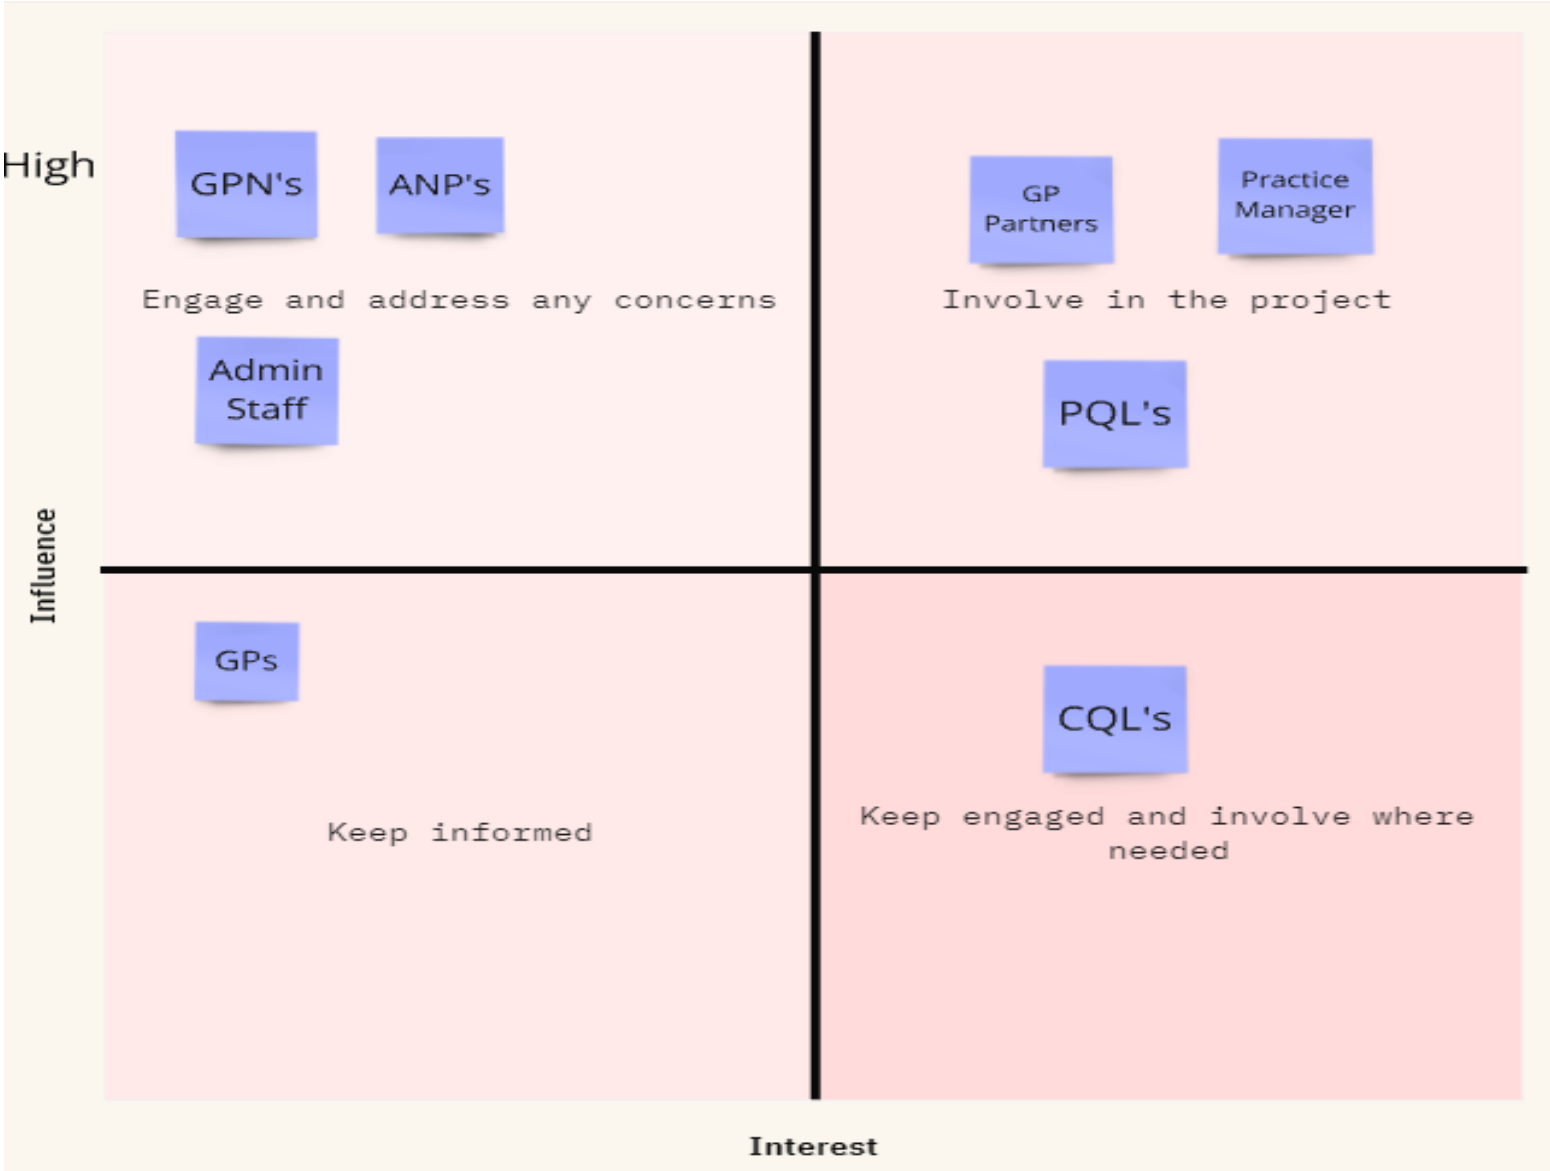 High
GPN's
ANP's
GP
Partners
Practice
Manager
Engage and address any concerns
Involve in the project
Admin
Staff
PQL's
Influence
GPs
CQL's
Keep informed
Keep engaged and involve where
needed
Interest